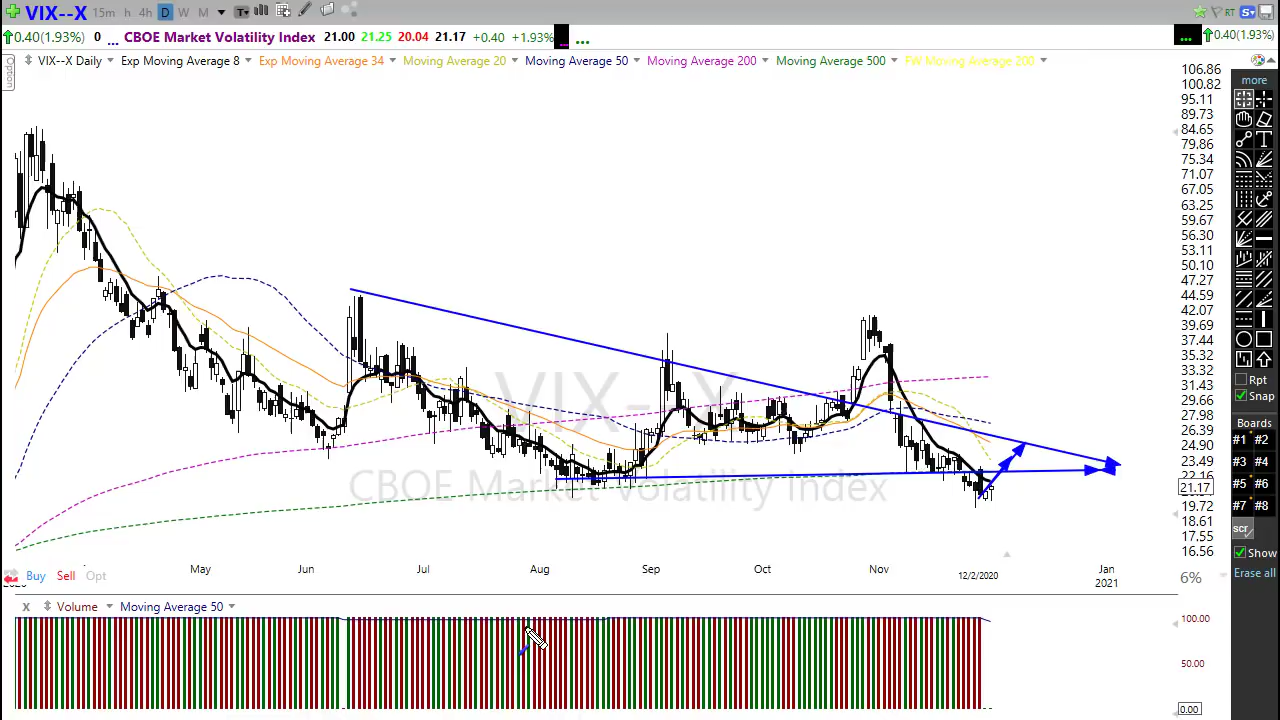 VIX--X 15m h 4h D W M T RT S
0.40(1.93%) 0 ... CBOE Market Volatility Index 21.00 21.25 20.04 21.17 +0.40 +1.93% ... ... 0.40(1.93%)
Option
VIX--X Daily Exp Moving Average 8 Exp Moving Average 34 Moving Average 20 Moving Average 50 Moving Average 200 Moving Average 500 FW Moving Average 200
more
106.86
100.82
95.11
89.73
84.65
79.86
75.34
71.07
67.05
63.25
59.67
56.30
53.11
50.10
47.27
44.59
42.07
39.69
37.44
35.32
33.32
31.43
29.66
27.98
26.39
24.90
23.49
22.16
21.17
19.72
18.61
17.55
16.56
VIX--X
CBOE Market Volatility Index
Rpt
Snap
Boards
#1 #2
#3 #4
#5 #6
#7 #8
scr
Show
Erase all
May Jun Jul Aug Sep Oct Nov 12/2/2020 Jan
2021
Buy Sell Opt
6%
X Volume Moving Average 50
100.00
50.00
0.00